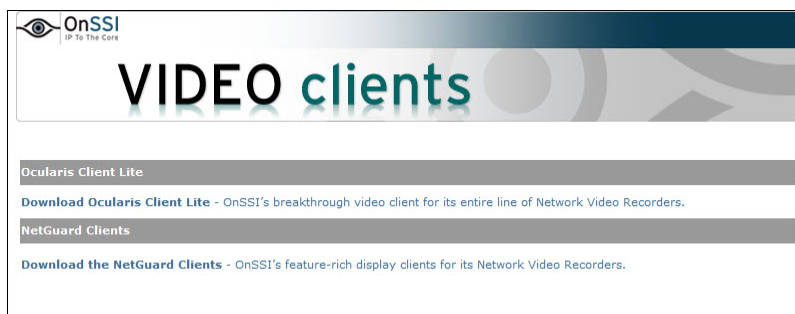 OnSSI
IP To The Core
VIDEO clients
Ocularis Client Lite
Download Ocularis Client Lite - OnSSI's breakthrough video client for its entire line of Network Video Recorders.
NetGuard Clients
Download the NetGuard Clients - OnSSI's feature-rich display clients for its Network Video Recorders.